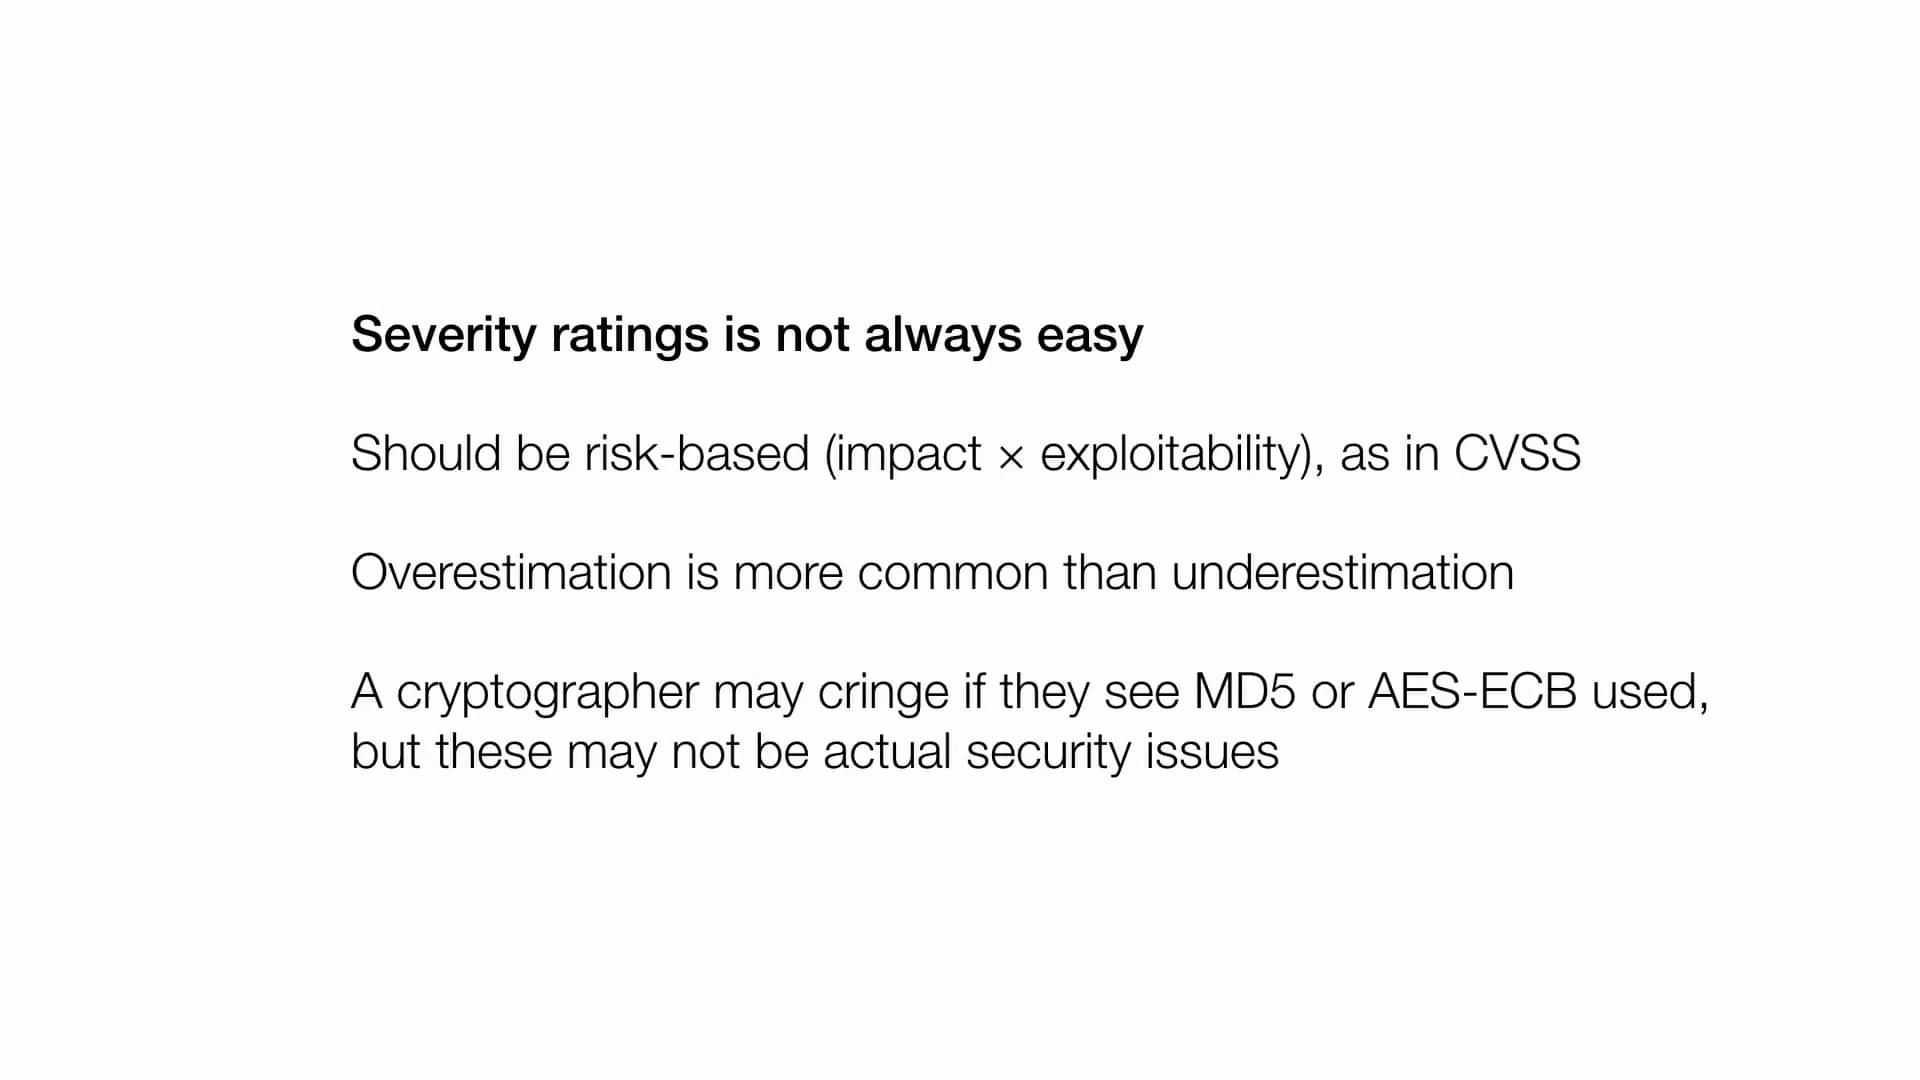 Severity ratings is not always easy
Should be risk-based (impact × exploitability), as in CVSS
Overestimation is more common than underestimation
A cryptographer may cringe if they see MD5 or AES-ECB used,
but these may not be actual security issues